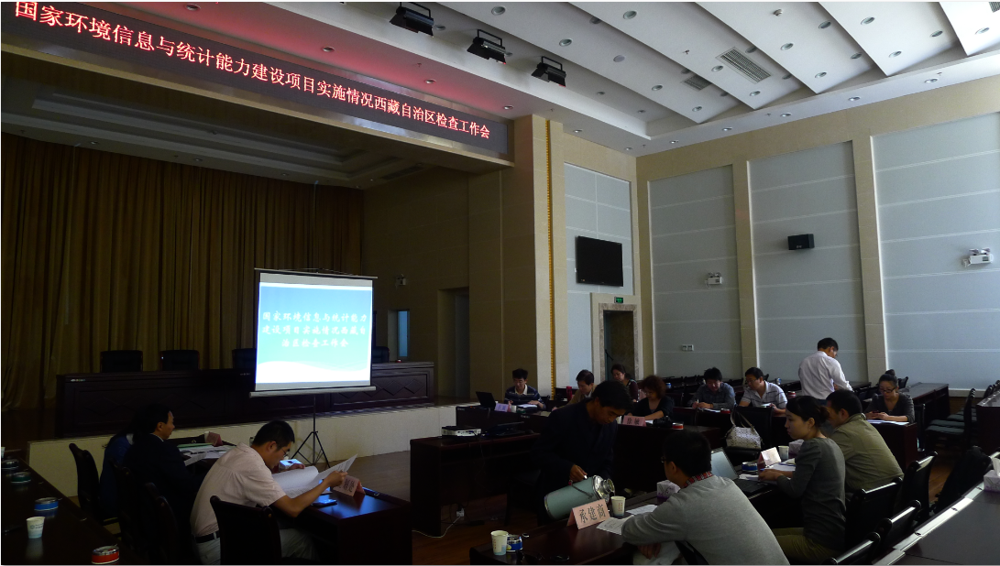 国家环境信息与统计能力建设项目实施情况西藏自治区检查工作会
国家环境信息与统计能力
建设项目实施情况西藏自
治区检查工作会
承建商